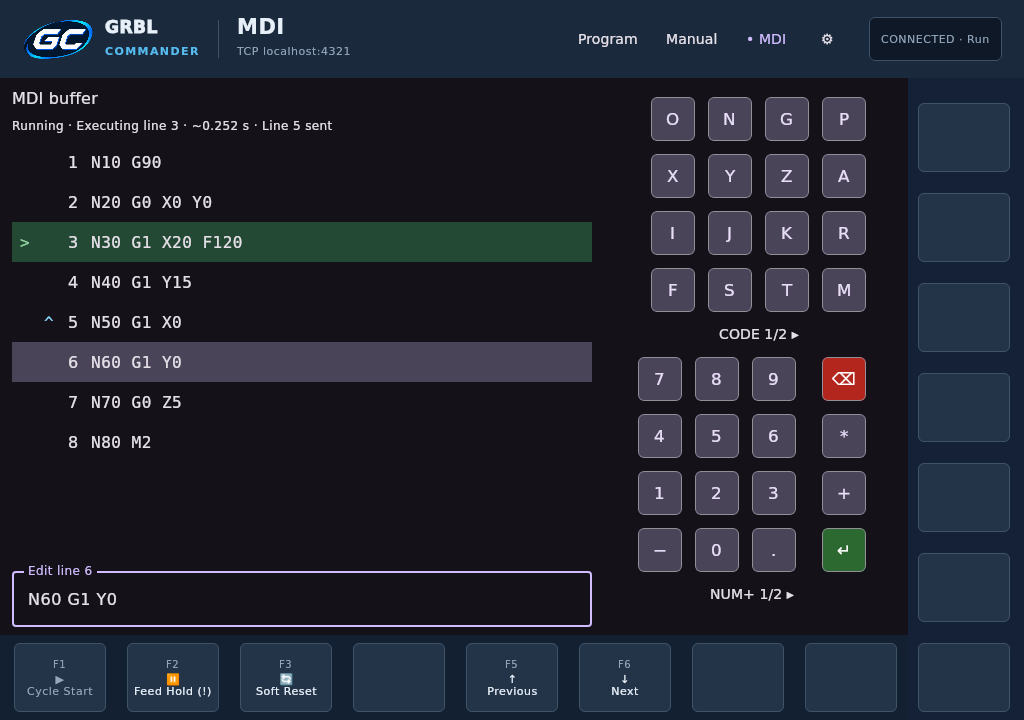 GC
GRBL
COMMANDER
MDI
TCP localhost:4321
Program
Manual
• MDI
⚙
CONNECTED · Run
MDI buffer
Running · Executing line 3 · ~0.252 s · Line 5 sent
1 N10 G90
2 N20 G0 X0 Y0
> 3 N30 G1 X20 F120
4 N40 G1 Y15
^ 5 N50 G1 X0
6 N60 G1 Y0
7 N70 G0 Z5
8 N80 M2
Edit line 6
N60 G1 Y0
O N G P
X Y Z A
I J K R
F S T M
CODE 1/2 ▸
7 8 9 ⌫
4 5 6 *
1 2 3 +
− 0 . ↵
NUM+ 1/2 ▸
F1
▶
Cycle Start
F2
⏸
Feed Hold (!)
F3
🔄
Soft Reset
F5
↑
Previous
F6
↓
Next